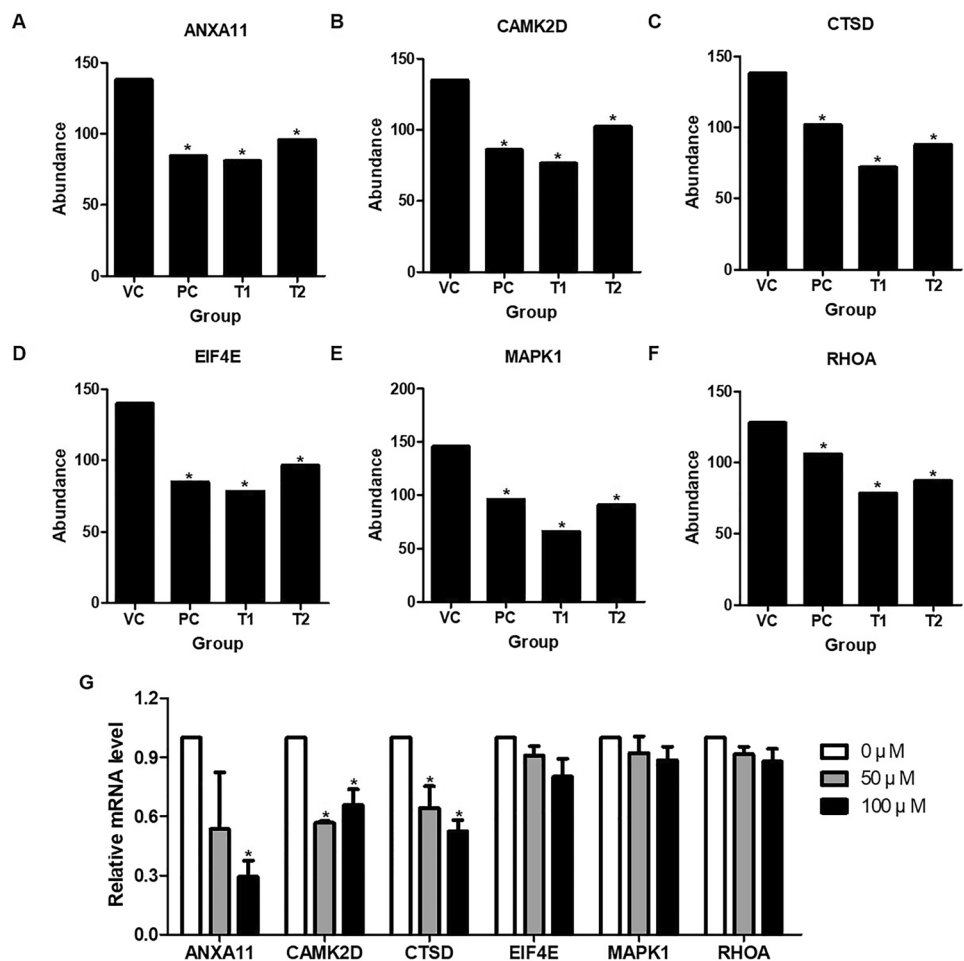 A
ANXA11
150
100
50
0
Abundance
*
*
*
VC PC T1 T2
Group
B
CAMK2D
150
100
50
0
Abundance
*
*
*
VC PC T1 T2
Group
C
CTSD
150
100
50
0
Abundance
*
*
*
VC PC T1 T2
Group
D
EIF4E
150
100
50
0
Abundance
*
*
*
VC PC T1 T2
Group
E
MAPK1
200
150
100
50
0
Abundance
*
*
*
VC PC T1 T2
Group
F
RHOA
150
100
50
0
Abundance
*
*
*
VC PC T1 T2
Group
G
1.2
0.9
0.6
0.3
0.0
Relative mRNA level
*
*
*
*
*
ANXA11 CAMK2D CTSD EIF4E MAPK1 RHOA
0 μM
50 μM
100 μM